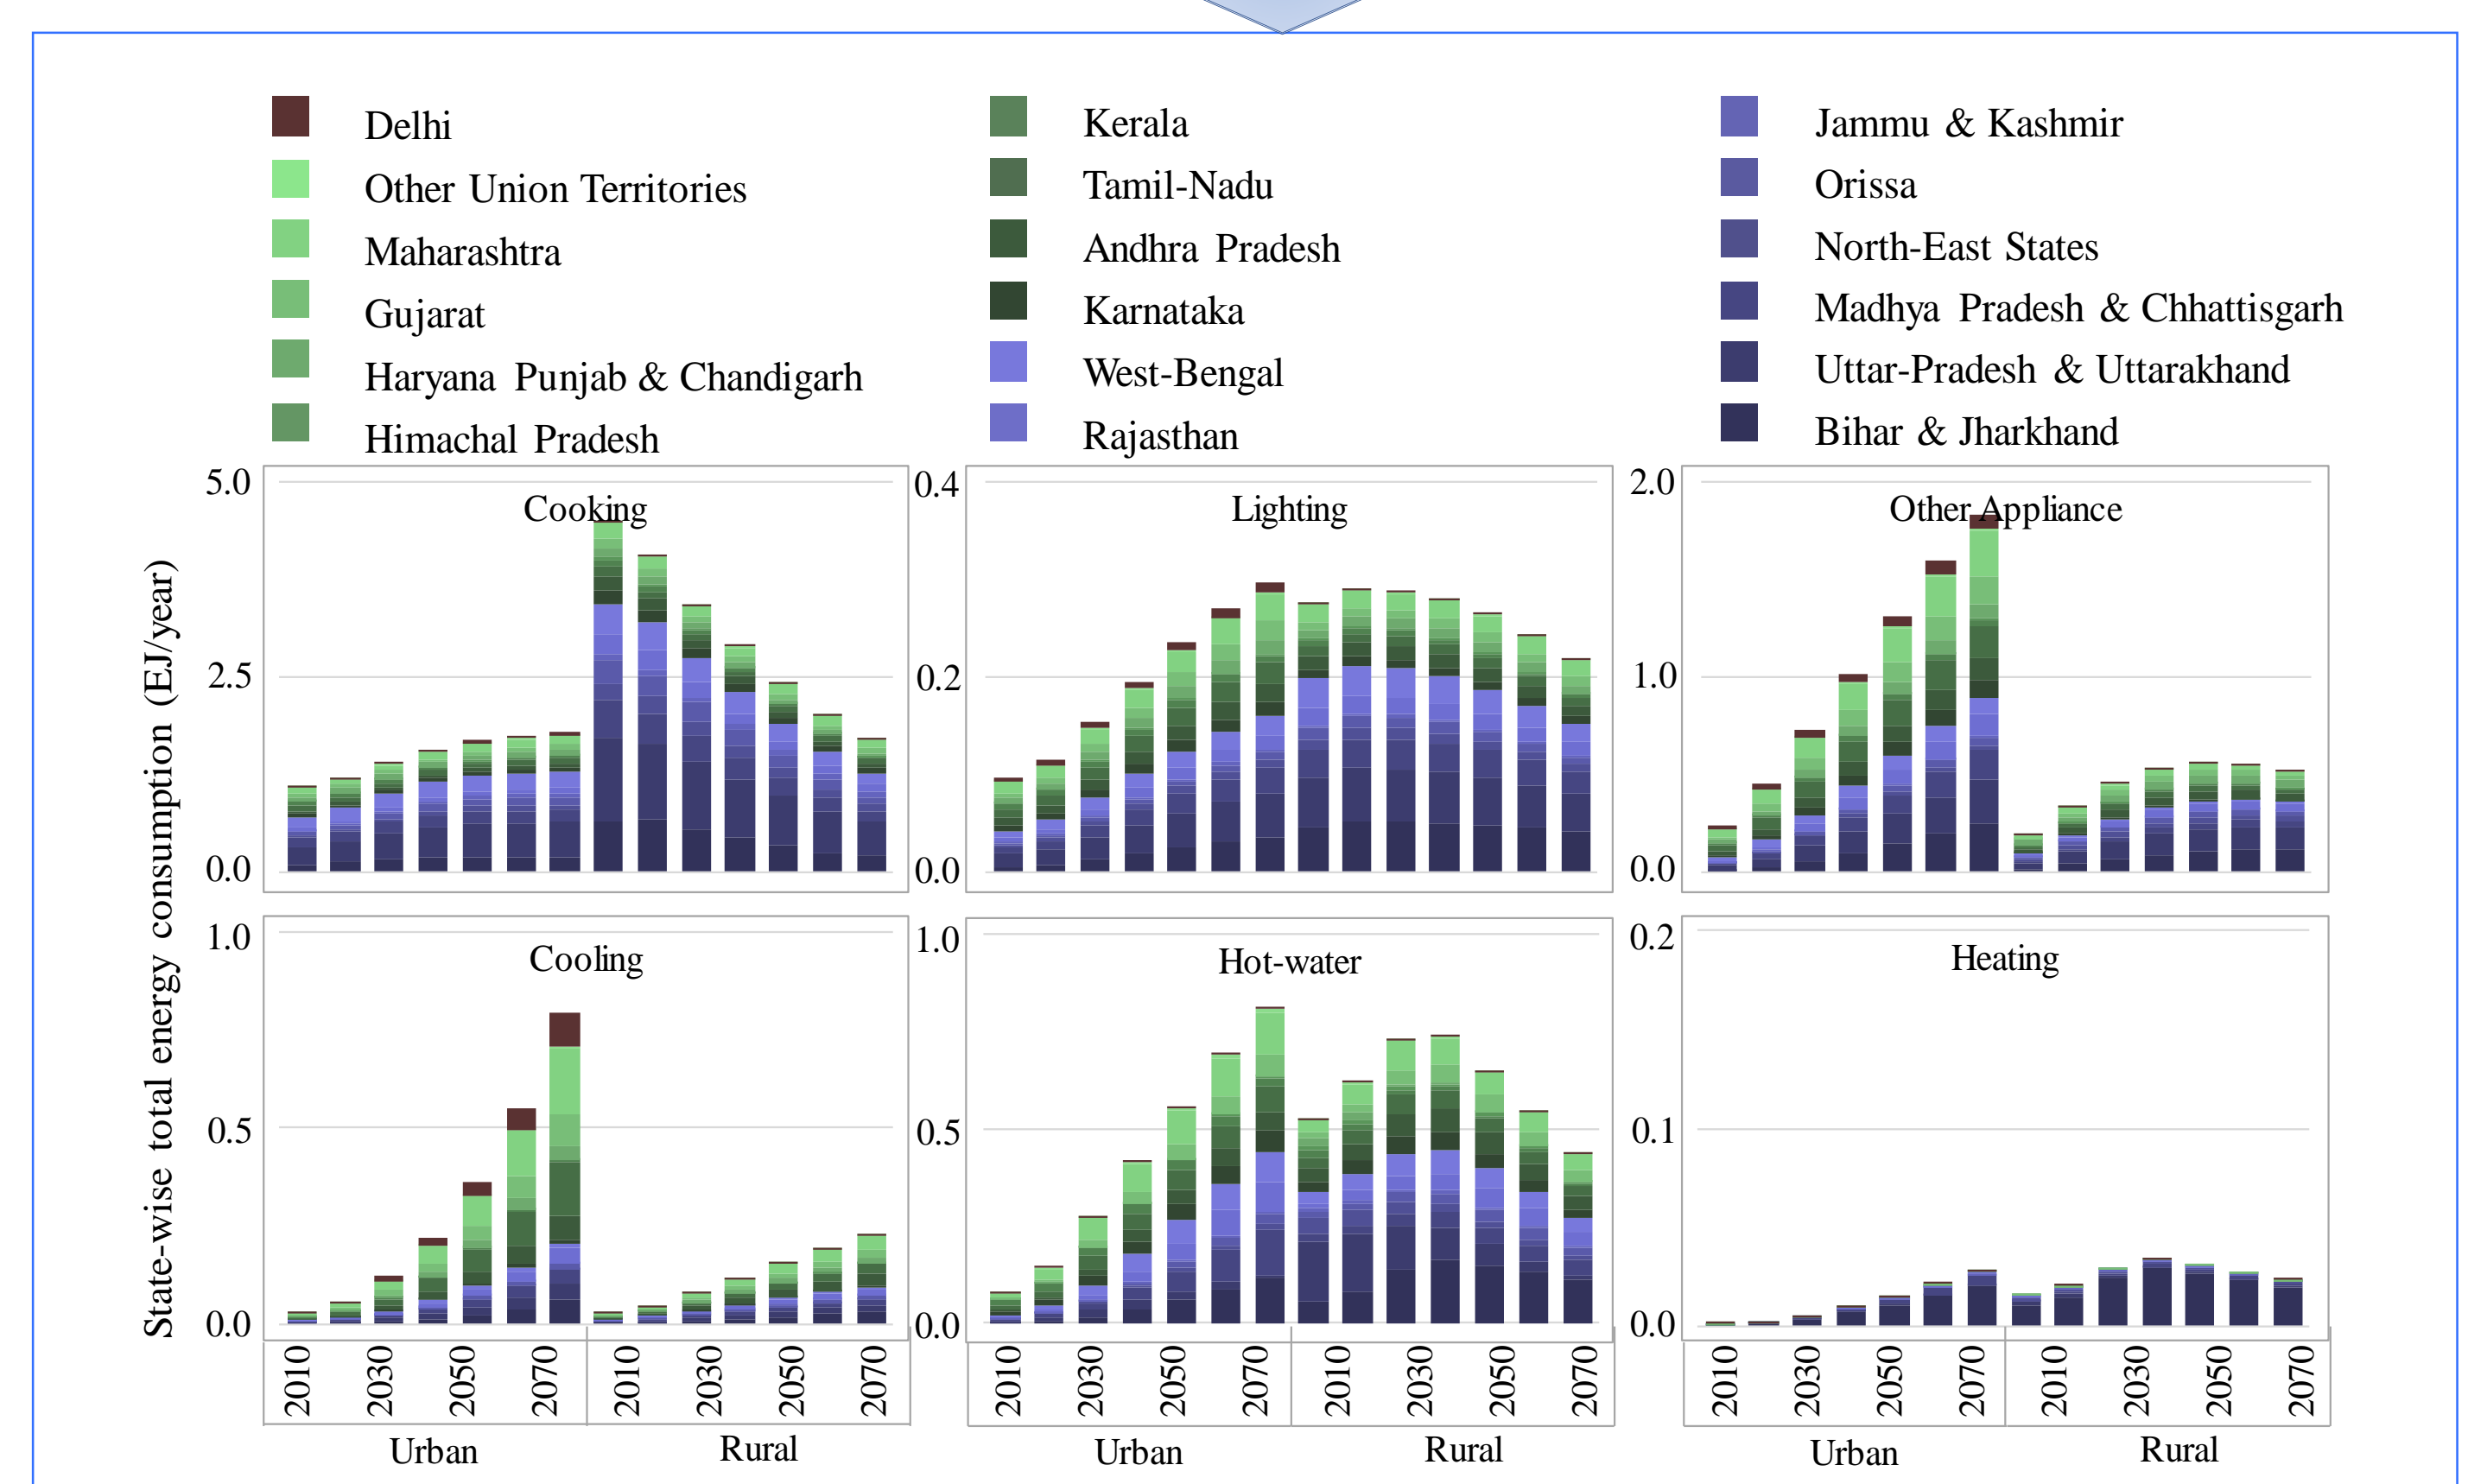 Delhi
Other Union Territories
Maharashtra
Gujarat
Haryana Punjab & Chandigarh
Himachal Pradesh
Kerala
Tamil-Nadu
Andhra Pradesh
Karnataka
West-Bengal
Rajasthan
Jammu & Kashmir
Orissa
North-East States
Madhya Pradesh & Chhattisgarh
Uttar-Pradesh & Uttarakhand
Bihar & Jharkhand
State-wise total energy consumption (EJ/year)
Cooking
5.0
2.5
0.0
Lighting
0.4
0.2
0.0
Other Appliance
2.0
1.0
0.0
Cooling
1.0
0.5
0.0
Hot-water
1.0
0.5
0.0
Heating
0.2
0.1
0.0
2010 2030 2050 2070 2010 2030 2050 2070
Urban Rural
2010 2030 2050 2070 2010 2030 2050 2070
Urban Rural
2010 2030 2050 2070 2010 2030 2050 2070
Urban Rural